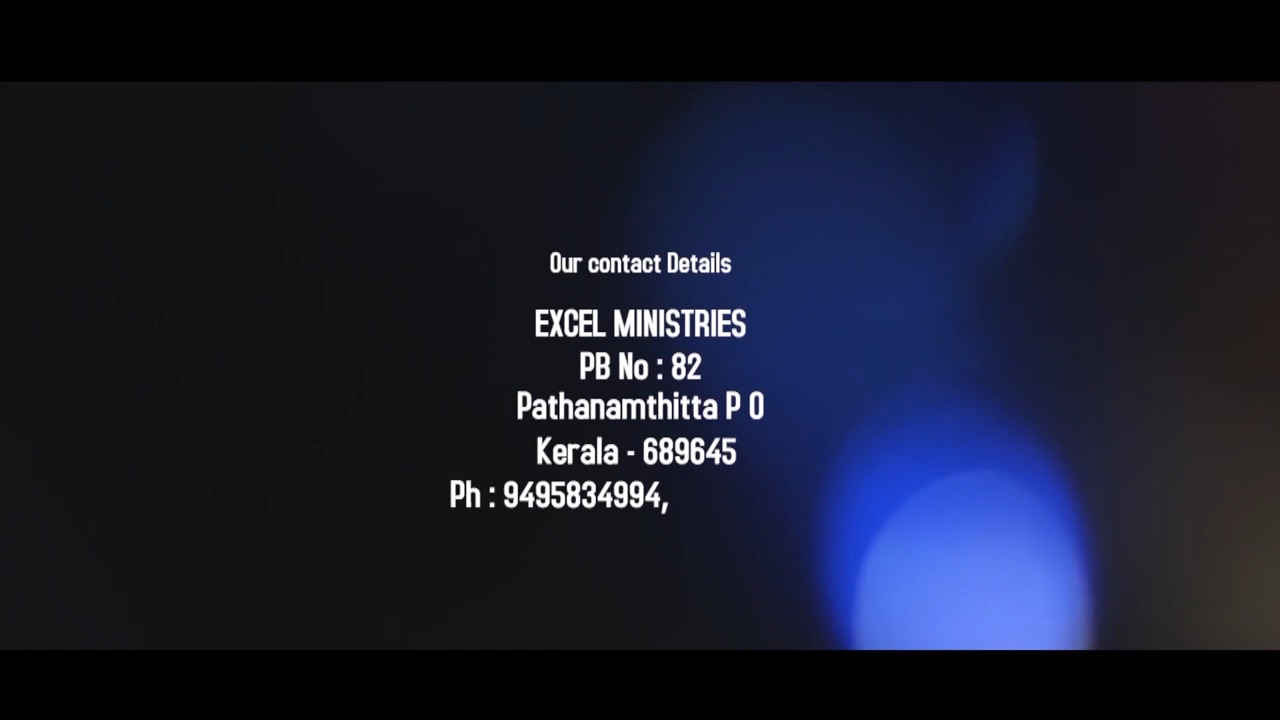 Our contact Details
EXCEL MINISTRIES
PB No : 82
Pathanamthitta P O
Kerala - 689645
Ph : 9495834994,